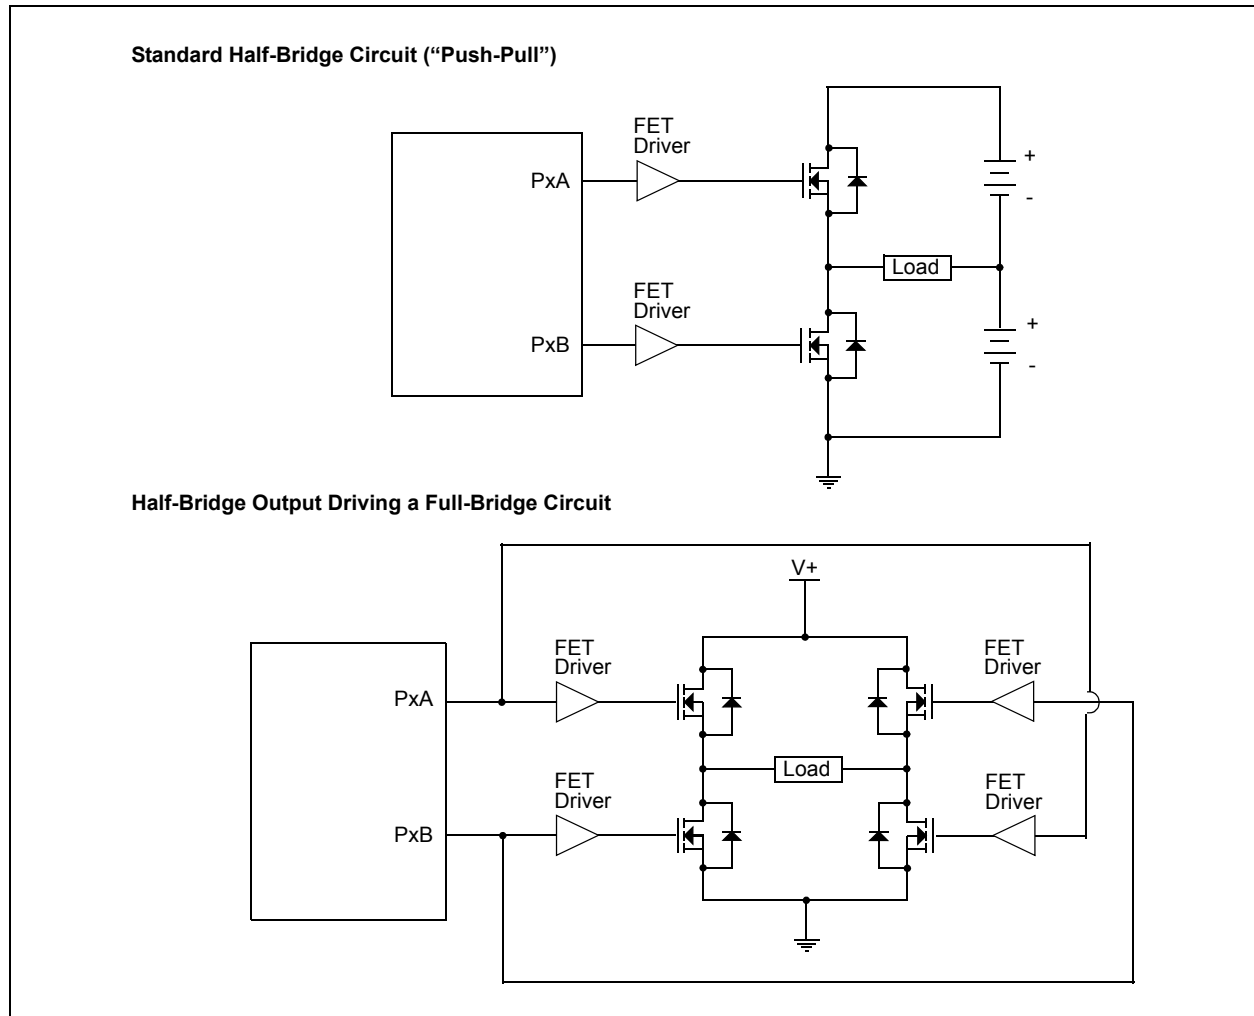 Standard Half-Bridge Circuit (“Push-Pull”)
FET
Driver
PxA
+
-
Load
FET
Driver
PxB
+
-
Half-Bridge Output Driving a Full-Bridge Circuit
V+
FET
Driver
FET
Driver
PxA
Load
FET
Driver
FET
Driver
PxB